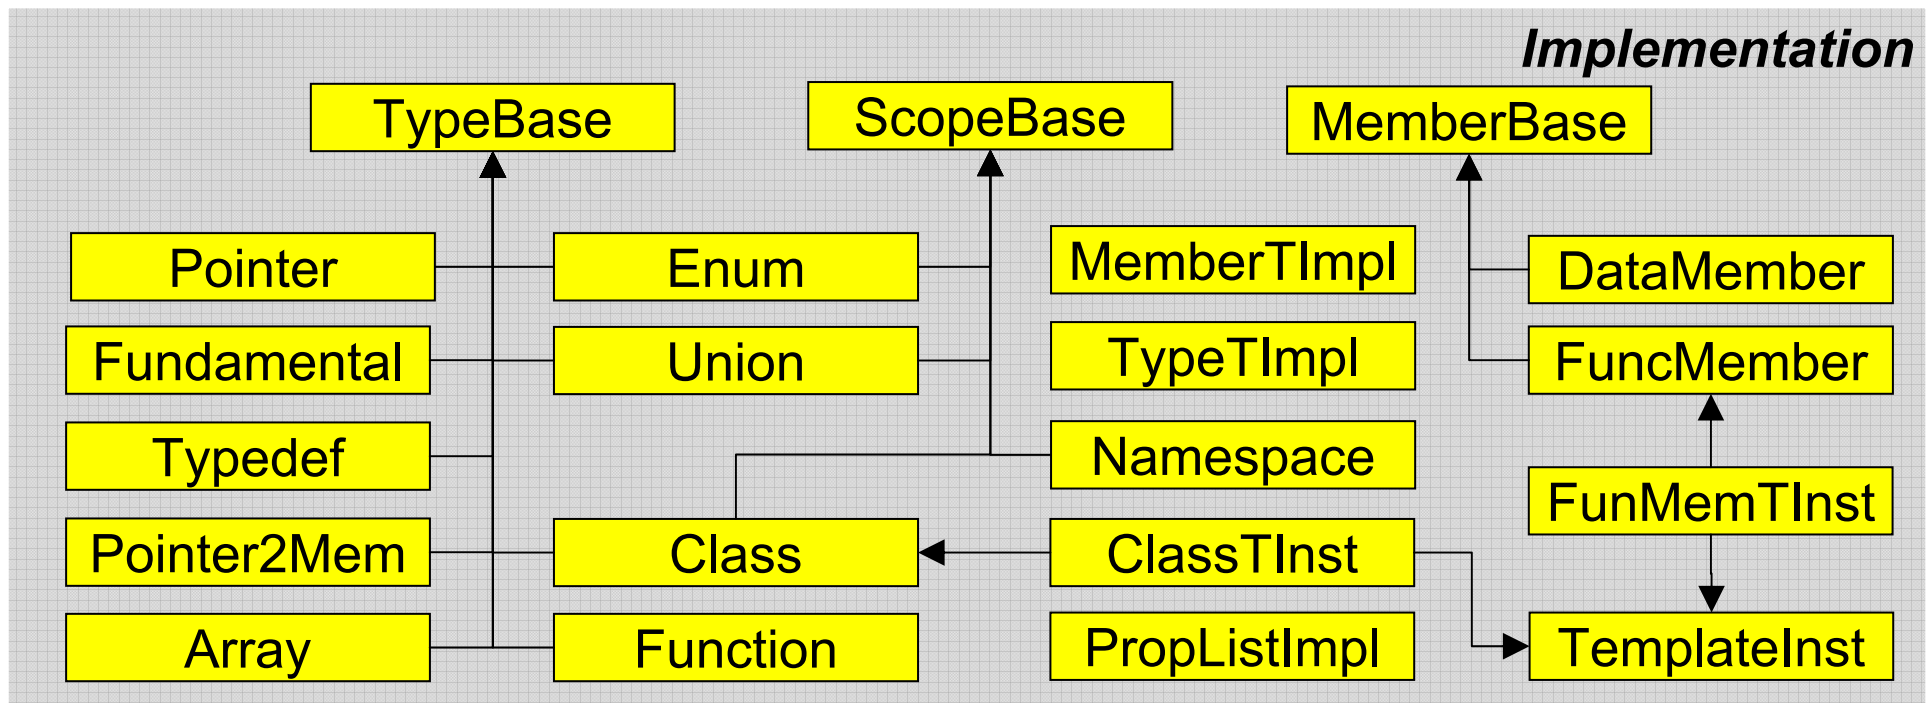 Implementation
TypeBase
ScopeBase
MemberBase
Pointer
Enum
MemberTImpl
DataMember
Fundamental
Union
TypeTImpl
FuncMember
Typedef
Namespace
FunMemTInst
Pointer2Mem
Class
ClassTInst
Array
Function
PropListImpl
TemplateInst